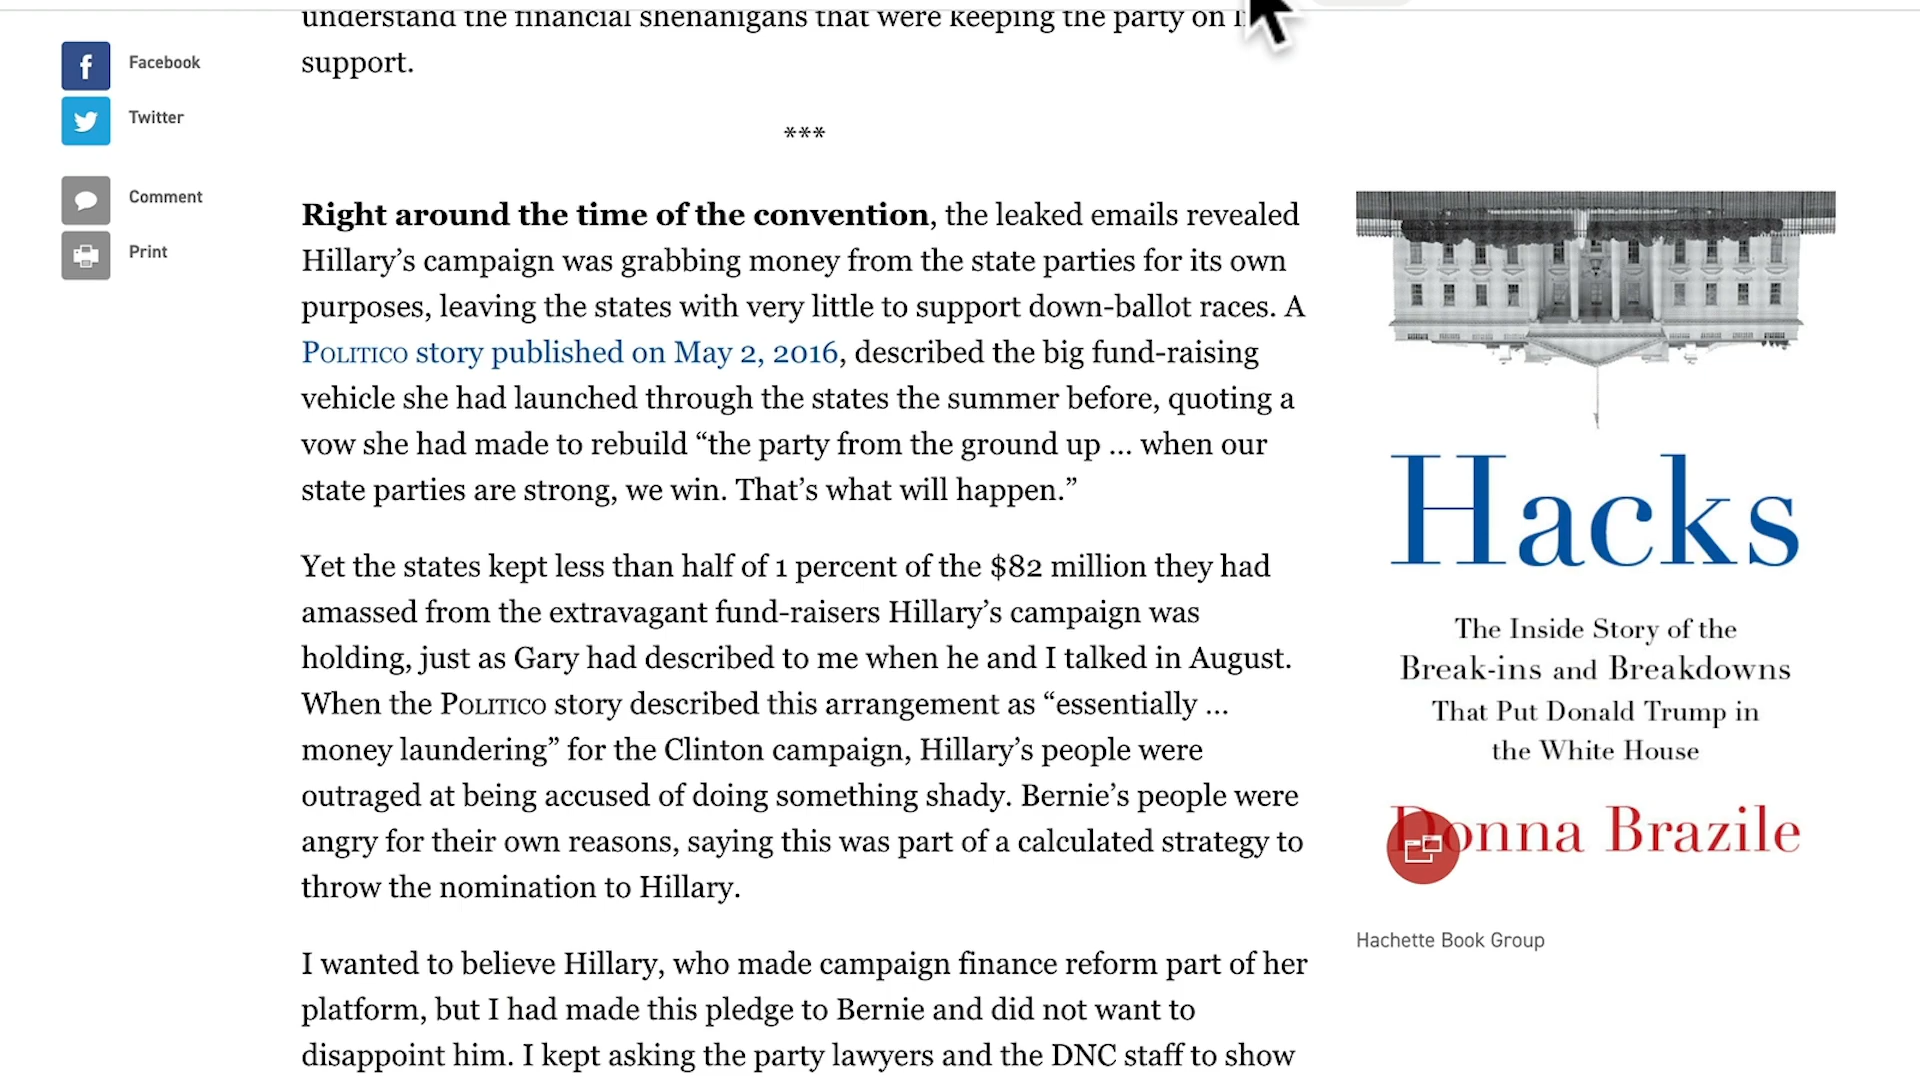 understand the financial shenanigans that were keeping the party on
support.
Facebook
Twitter
Comment
Print
***
Right around the time of the convention, the leaked emails revealed
Hillary’s campaign was grabbing money from the state parties for its own
purposes, leaving the states with very little to support down-ballot races. A
POLITICO story published on May 2, 2016, described the big fund-raising
vehicle she had launched through the states the summer before, quoting a
vow she had made to rebuild “the party from the ground up ... when our
state parties are strong, we win. That’s what will happen.”
Yet the states kept less than half of 1 percent of the $82 million they had
amassed from the extravagant fund-raisers Hillary’s campaign was
holding, just as Gary had described to me when he and I talked in August.
When the POLITICO story described this arrangement as “essentially ...
money laundering” for the Clinton campaign, Hillary’s people were
outraged at being accused of doing something shady. Bernie’s people were
angry for their own reasons, saying this was part of a calculated strategy to
throw the nomination to Hillary.
I wanted to believe Hillary, who made campaign finance reform part of her
platform, but I had made this pledge to Bernie and did not want to
disappoint him. I kept asking the party lawyers and the DNC staff to show
Hacks
The Inside Story of the
Break-ins and Breakdowns
That Put Donald Trump in
the White House
Donna Brazile
Hachette Book Group